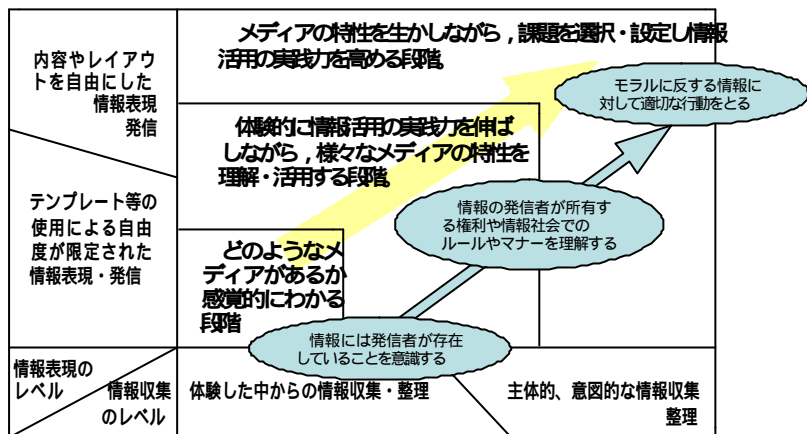 内容やレイアウ
トを自由にした
情報表現
発信
メディアの特性を生かしながら，課題を選択・設定し情報
活用の実践力を高める段階。
モラルに反する情報に
対して適切な行動をとる
体験的に情報活用の実践力を伸ば
しながら，様々なメディアの特性を
理解・活用する段階。
テンプレート等の
使用による自由
度が限定された
情報表現・発信
情報の発信者が所有す
る権利や情報社会での
ルールやマナーを理解する
どのようなメ
ディアがあるか
感覚的にわかる
段階
情報には発信者が存在
していることを意識する
情報表現の
レベル
情報収集
のレベル
体験した中からの情報収集・整理
主体的、意図的な情報収集
整理